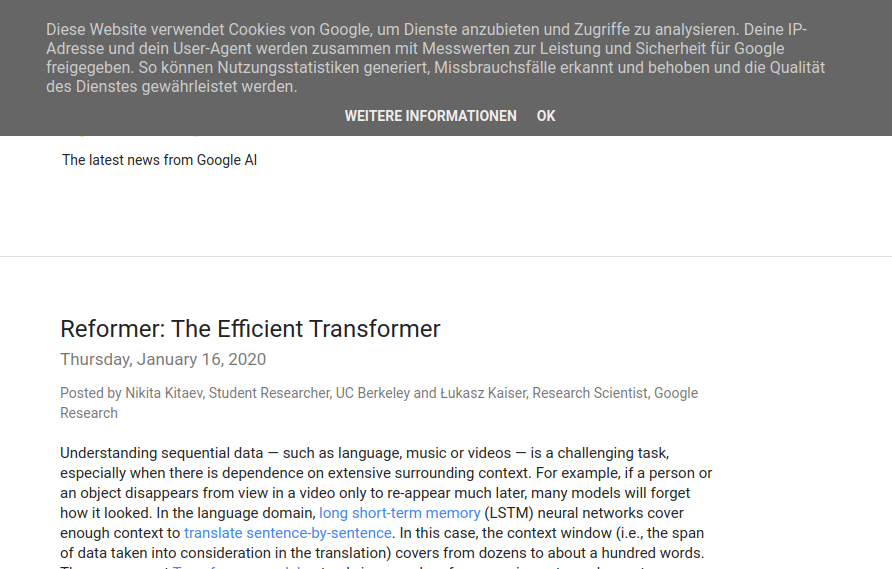 Diese Website verwendet Cookies von Google, um Dienste anzubieten und Zugriffe zu analysieren. Deine IP-
Adresse und dein User-Agent werden zusammen mit Messwerten zur Leistung und Sicherheit für Google
freigegeben. So können Nutzungsstatistiken generiert, Missbrauchsfälle erkannt und behoben und die Qualität
des Dienstes gewährleistet werden.
WEITERE INFORMATIONEN OK
The latest news from Google AI
Reformer: The Efficient Transformer
Thursday, January 16, 2020
Posted by Nikita Kitaev, Student Researcher, UC Berkeley and Łukasz Kaiser, Research Scientist, Google
Research
Understanding sequential data — such as language, music or videos — is a challenging task,
especially when there is dependence on extensive surrounding context. For example, if a person or
an object disappears from view in a video only to re-appear much later, many models will forget
how it looked. In the language domain, long short-term memory (LSTM) neural networks cover
enough context to translate sentence-by-sentence. In this case, the context window (i.e., the span
of data taken into consideration in the translation) covers from dozens to about a hundred words.